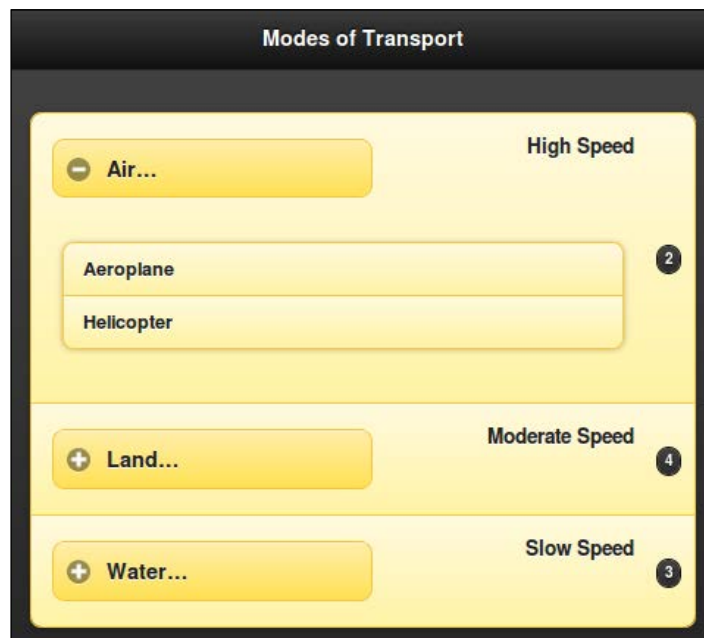 Modes of Transport
High Speed
Air...
2
Aeroplane
Helicopter
Moderate Speed
Land...
4
Slow Speed
Water...
3